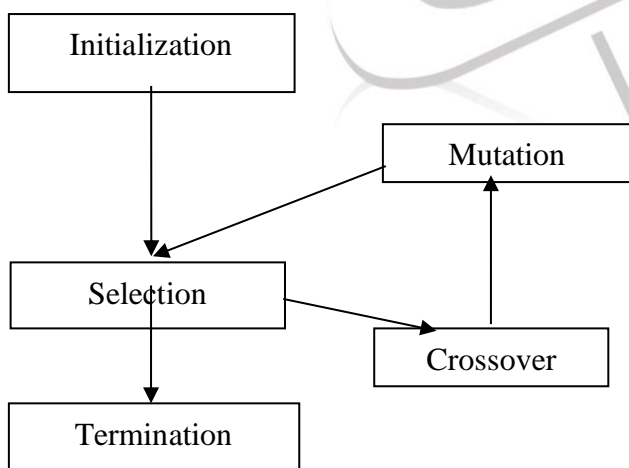 Initialization
Mutation
Selection
Crossover
Termination